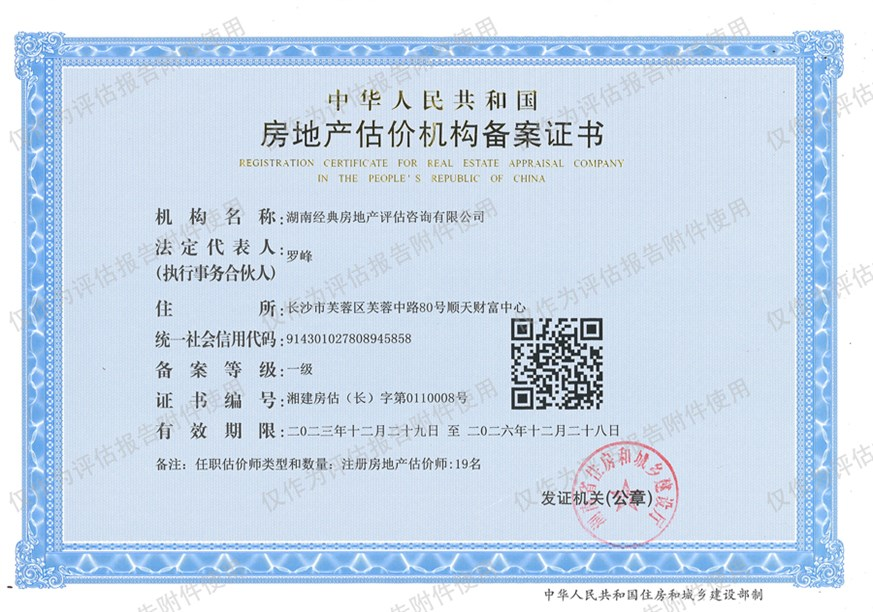 中华人民共和国
房地产估价机构备案证书
REGISTRATION CERTIFICATE FOR REAL ESTATE APPRAISAL COMPANY
IN THE PEOPLE'S REPUBLIC OF CHINA
机构名称:湖南经典房地产评估咨询有限公司
法定代表人:罗峰
(执行事务合伙人)
住所:长沙市芙蓉区芙蓉中路80号顺天财富中心
统一社会信用代码:914301027808945858
备案等级:一级
证书编号:湘建房估（长）字第0110008号
有效期限:二〇二三年十二月二十九日 至 二〇二六年十二月二十八日
备注: 任职估价师类型和数量: 注册房地产估价师:19名
湖南省住房和城乡建设厅
发证机关(公章)
中华人民共和国住房和城乡建设部制
仅作为评估报告附件使用